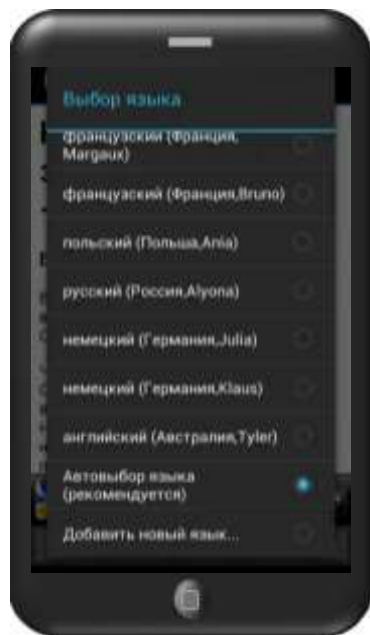 Выбор языка
французский (Франция,
Margaux)
французский (Франция,Bruno)
польский (Польша,Ania)
русский (Россия,Alyona)
немецкий (Германия,Julia)
немецкий (Германия,Klaus)
английский (Австралия,Tyler)
Автовыбор языка
(рекомендуется)
Добавить новый язык...